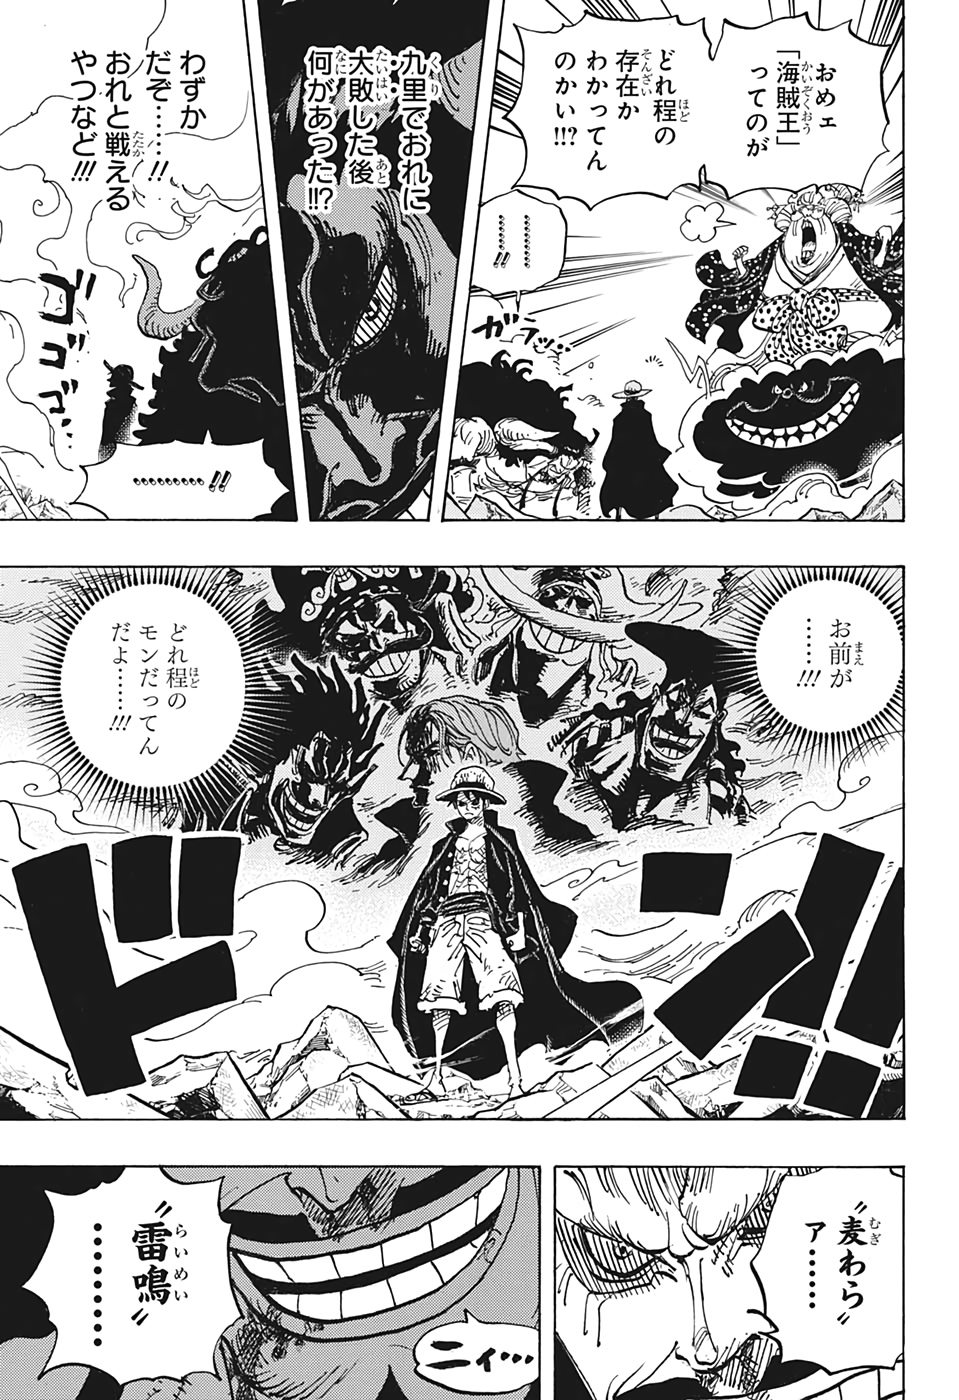 おめェ
「海賊王」
ってのが
どれ程の
存在か
わかってん
のかい!!?
………!!
ガラッ…
九里でおれに
大敗した後
何があった!!?
わずか
だぞ……!!
おれと戦える
やつなど!!!
ゴゴゴ
………!!
お前が
……!!!
どれ程の
モンだってん
だよ……!!!
ドン!!
“麦わらァ……”
ニィ…
“雷鳴……